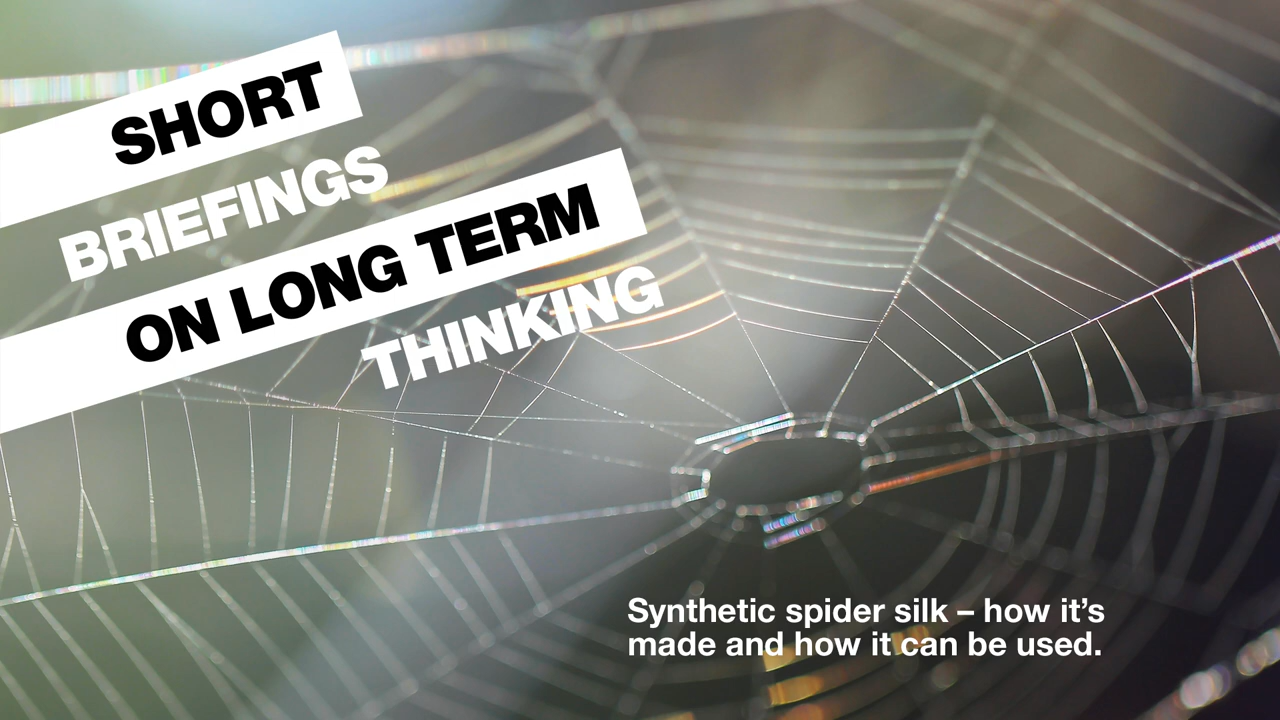 SHORT
BRIEFINGS
ON LONG TERM
THINKING
Synthetic spider silk – how it’s
made and how it can be used.